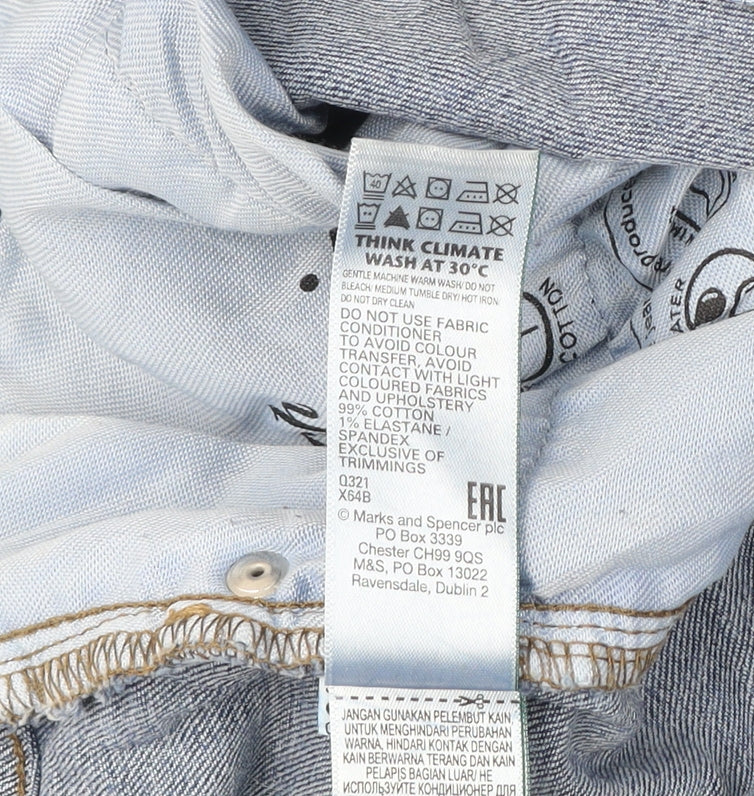 40
THINK CLIMATE
WASH AT 30°C
GENTLE MACHINE WARM WASH/ DO NOT
BLEACH/ MEDIUM TUMBLE DRY/ HOT IRON/
DO NOT DRY CLEAN
DO NOT USE FABRIC
CONDITIONER
TO AVOID COLOUR
TRANSFER, AVOID
CONTACT WITH LIGHT
COLOURED FABRICS
AND UPHOLSTERY
99% COTTON
1% ELASTANE /
SPANDEX
EXCLUSIVE OF
TRIMMINGS
Q321
X64B
EAC
© Marks and Spencer plc
PO Box 3339
Chester CH99 9QS
M&S, PO Box 13022
Ravensdale, Dublin 2
JANGAN GUNAKAN PELEMBUT KAIN
UNTUK MENGHINDARI PERUBAHAN
WARNA, HINDARI KONTAK DENGAN
KAIN BERWARNA TERANG DAN KAIN
PELAPIS BAGIAN LUAR/ НЕ
ИСПОЛЬЗУЙТЕ КОНДИЦИОНЕР ДЛЯ
COTTON